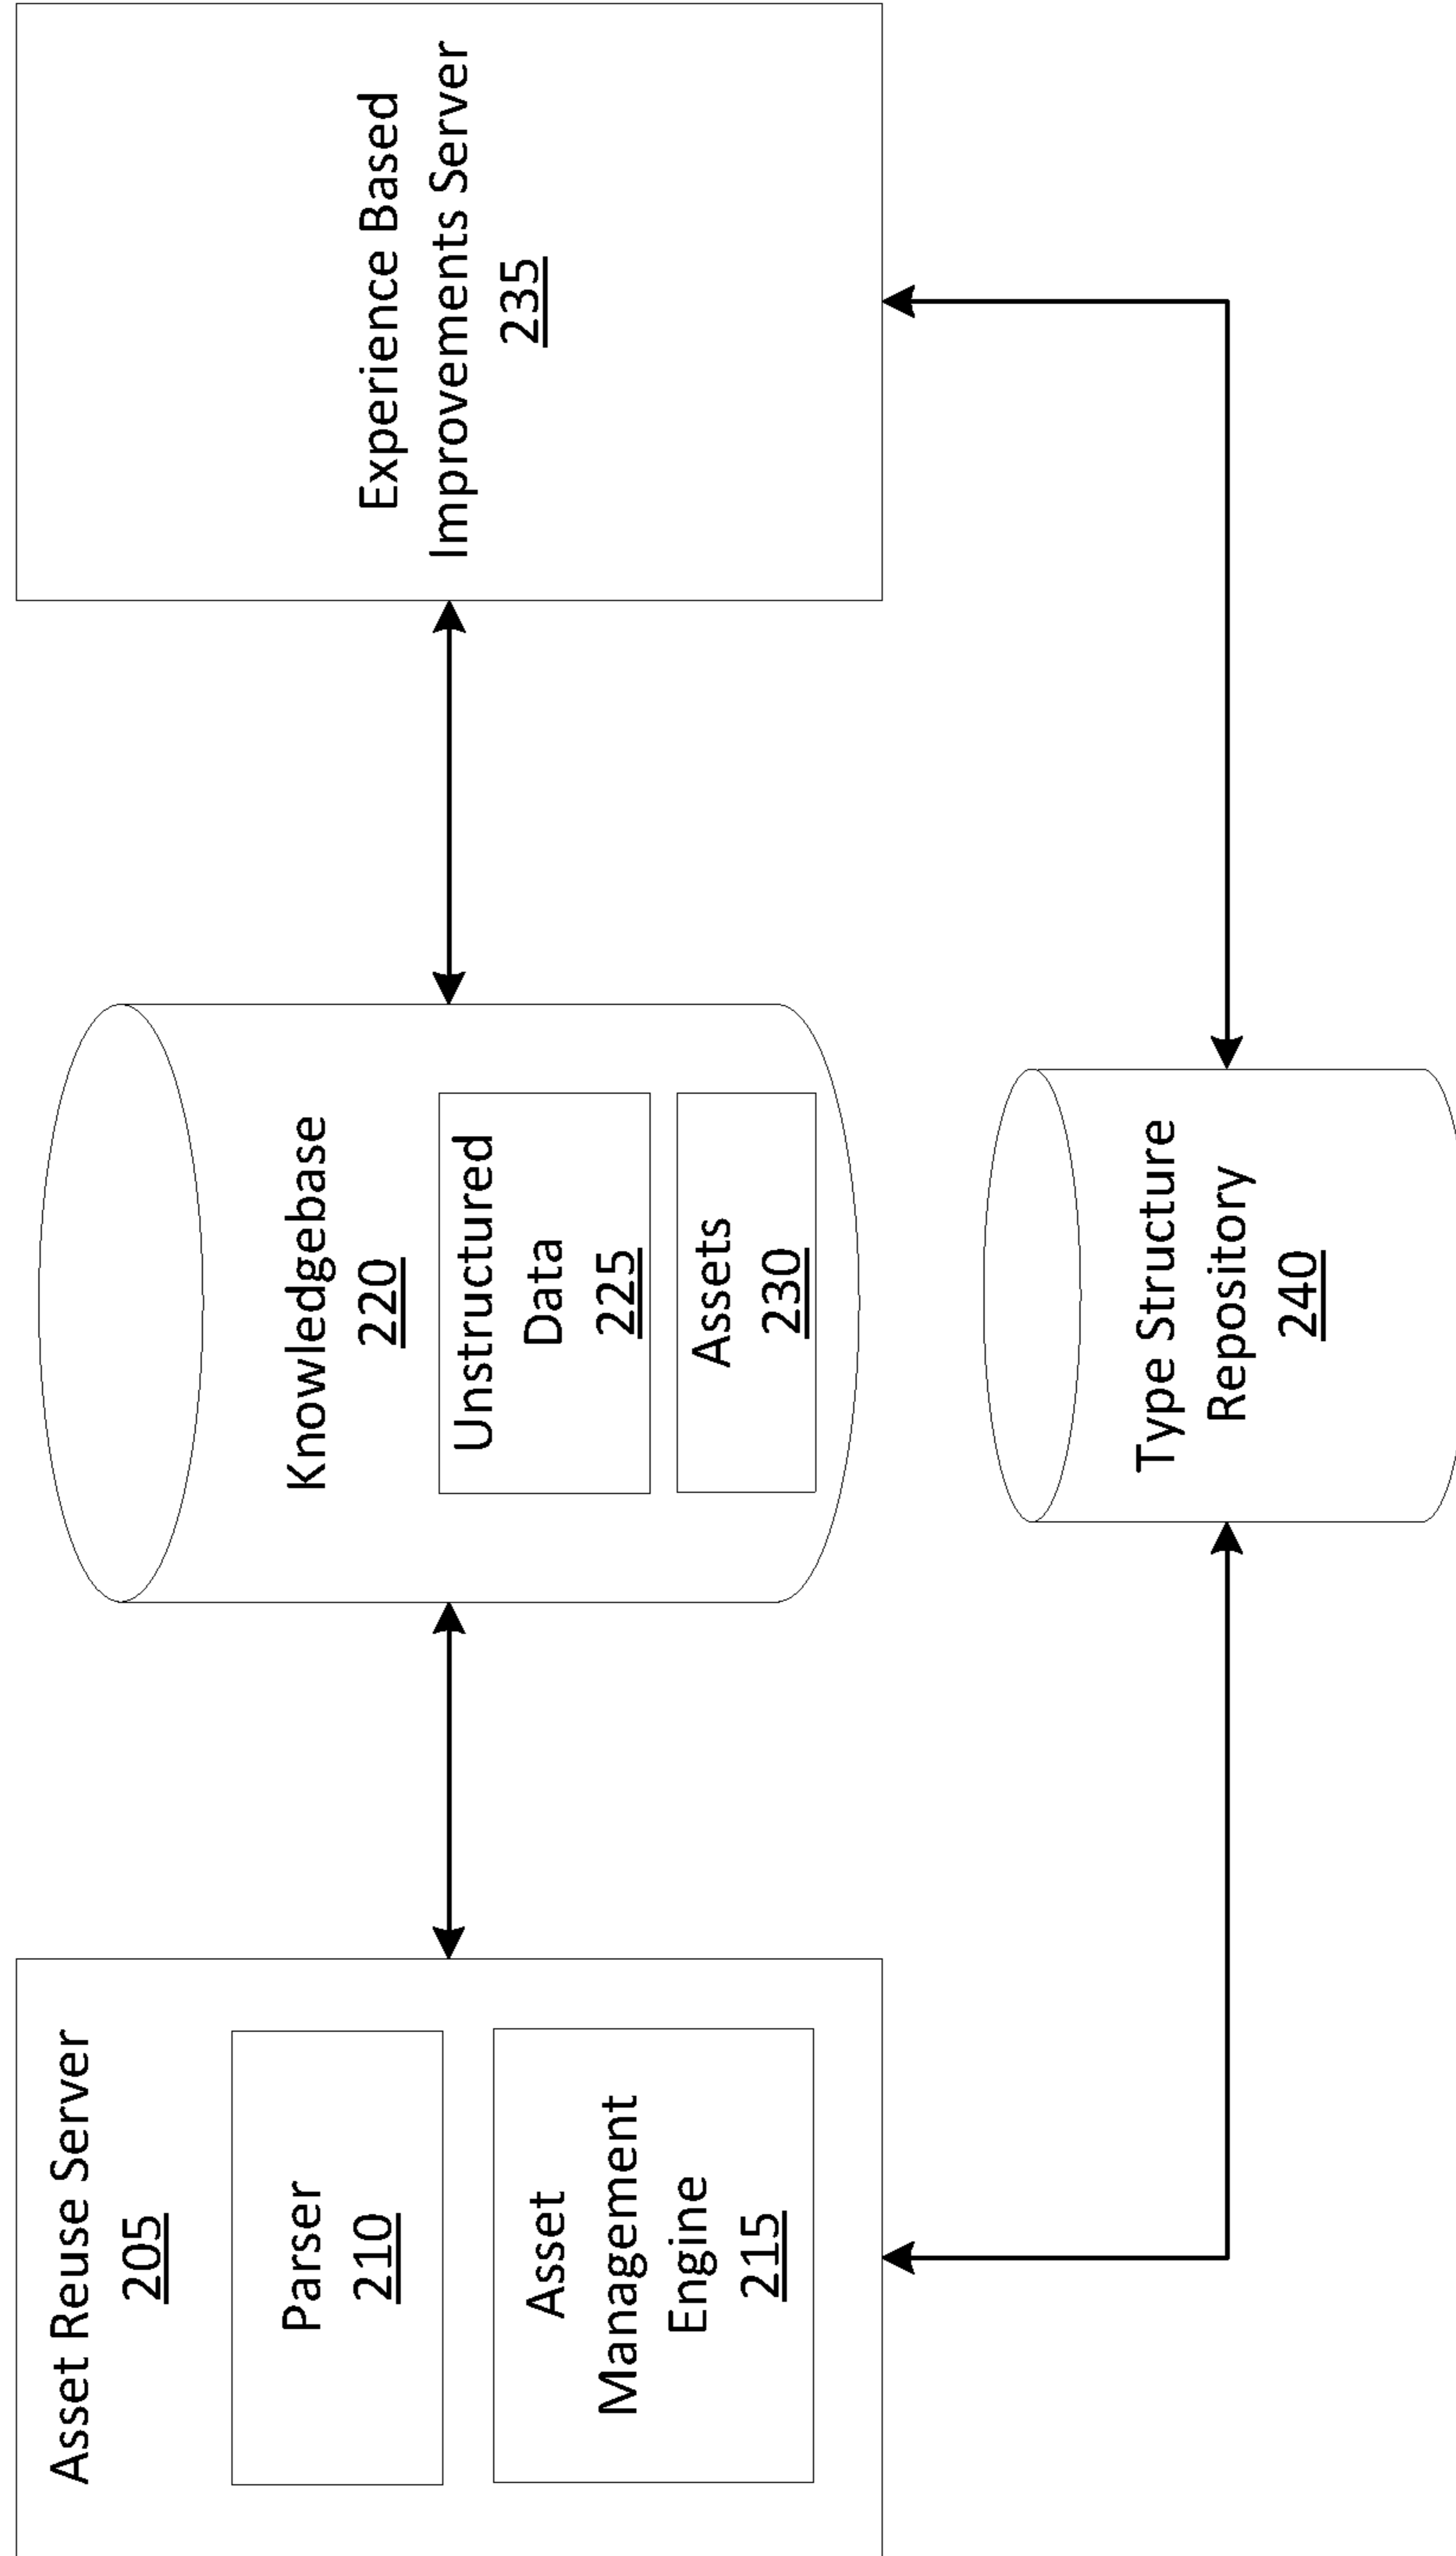 Asset Reuse Server
205
Parser
210
Asset
Management
Engine
215
Knowledgebase
220
Unstructured
Data
225
Assets
230
Experience Based
Improvements Server
235
Type Structure
Repository
240